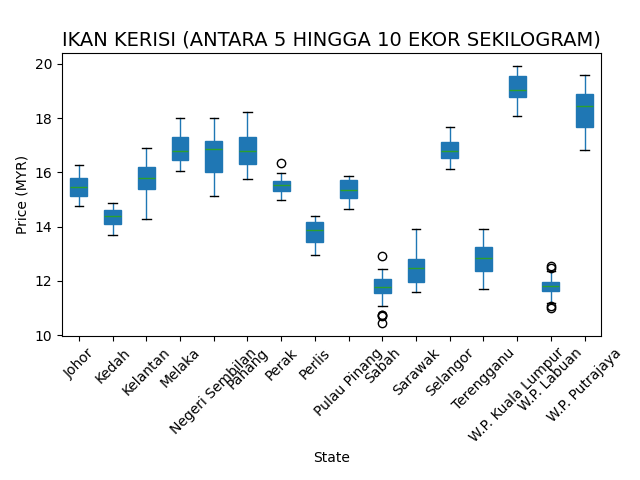 IKAN KERISI (ANTARA 5 HINGGA 10 EKOR SEKILOGRAM)
20
18
16
14
12
10
Price (MYR)
Johor
Kedah
Kelantan
Melaka
Negeri Sembilan
Pahang
Perak
Perlis
Pulau Pinang
Sabah
Sarawak
Selangor
Terengganu
W.P. Kuala Lumpur
W.P. Labuan
W.P. Putrajaya
State